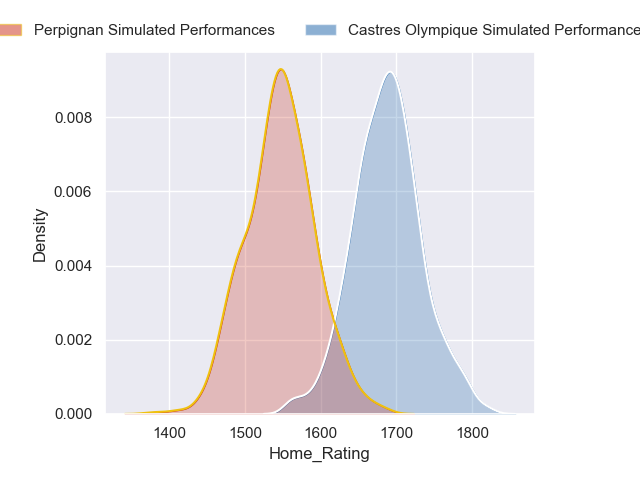 Perpignan Simulated Performances
Castres Olympique Simulated Performance
0.008
0.006
0.004
0.002
0.000
Density
1400 1500 1600 1700 1800
Home_Rating